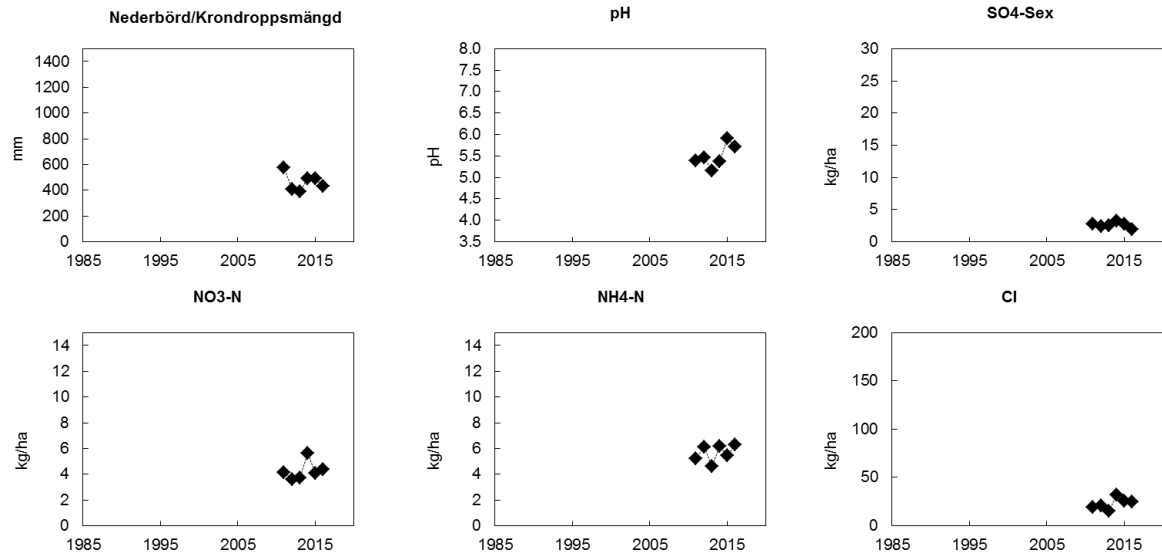 Nederbörd/Krondroppsmängd
mm
1400
1200
1000
800
600
400
200
0
1985 1995 2005 2015
pH
pH
8.0
7.5
7.0
6.5
6.0
5.5
5.0
4.5
4.0
3.5
1985 1995 2005 2015
SO4-Sex
kg/ha
30
25
20
15
10
5
0
1985 1995 2005 2015
NO3-N
kg/ha
14
12
10
8
6
4
2
0
1985 1995 2005 2015
NH4-N
kg/ha
14
12
10
8
6
4
2
0
1985 1995 2005 2015
Cl
kg/ha
200
150
100
50
0
1985 1995 2005 2015